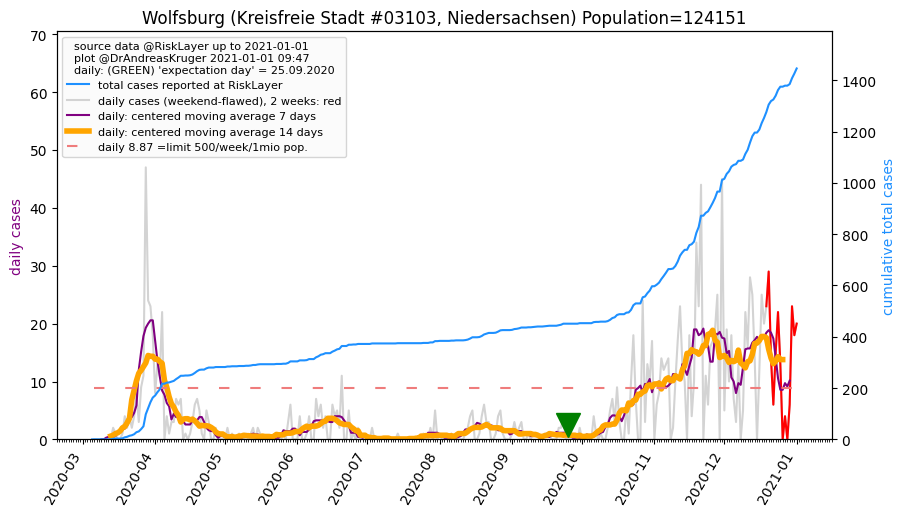 Wolfsburg (Kreisfreie Stadt #03103, Niedersachsen) Population=124151
source data @RiskLayer up to 2021-01-01
plot @DrAndreasKruger 2021-01-01 09:47
daily: (GREEN) 'expectation day' = 25.09.2020
total cases reported at RiskLayer
daily cases (weekend-flawed), 2 weeks: red
daily: centered moving average 7 days
daily: centered moving average 14 days
daily 8.87 =limit 500/week/1mio pop.
daily cases
70
60
50
40
30
20
10
0
cumulative total cases
1400
1200
1000
800
600
400
200
0
2020-03
2020-04
2020-05
2020-06
2020-07
2020-08
2020-09
2020-10
2020-11
2020-12
2021-01